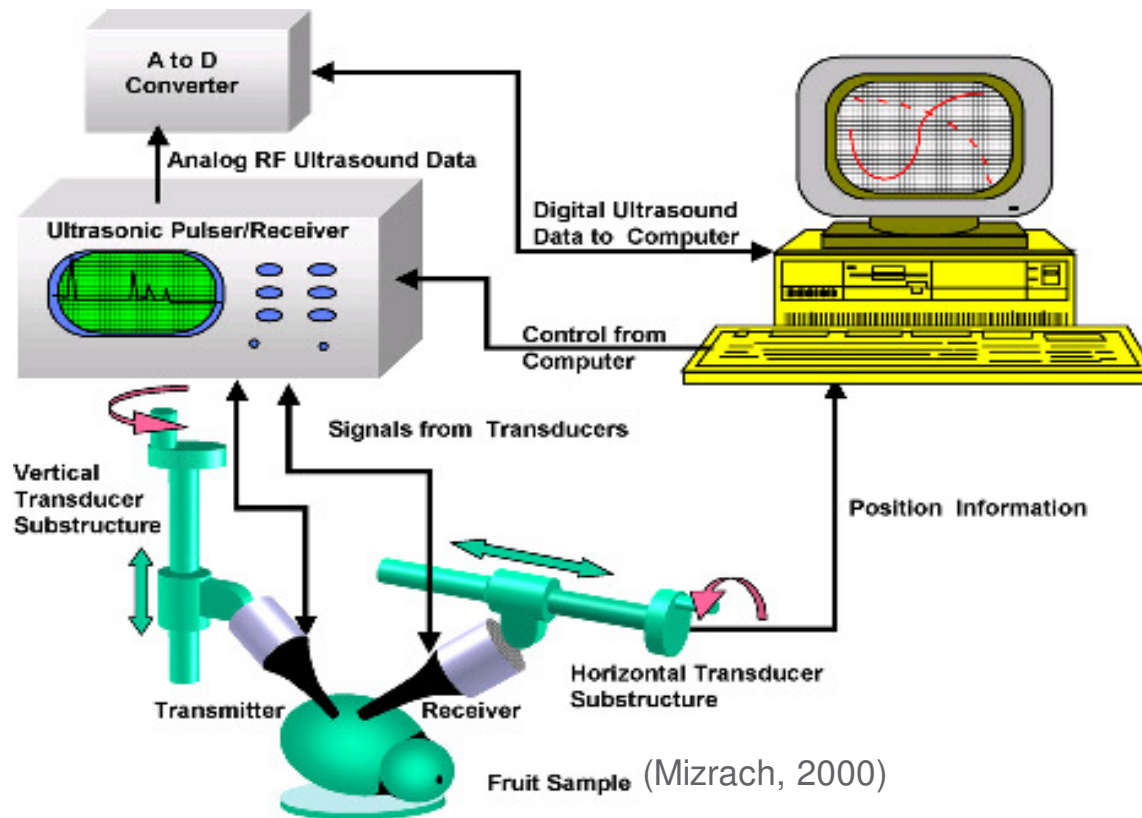 A to D
Converter
Analog RF Ultrasound Data
Ultrasonic Pulser/Receiver
Digital Ultrasound
Data to Computer
Control from
Computer
Signals from Transducers
Vertical
Transducer
Substructure
Position Information
Horizontal Transducer
Substructure
Transmitter
Receiver
Fruit Sample (Mizrach, 2000)